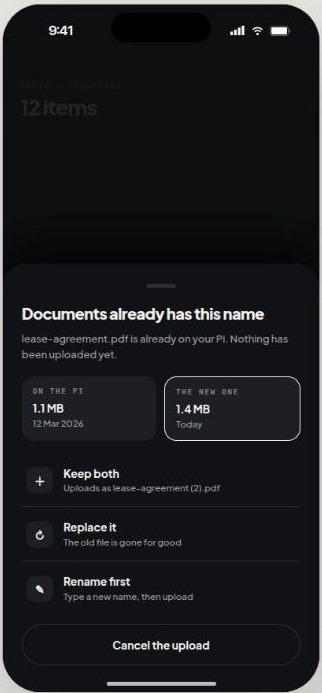 9:41
12 items
Documents already has this name
lease-agreement.pdf is already on your Pi. Nothing has
been uploaded yet.
ON THE PI
1.1 MB
12 Mar 2026
THE NEW ONE
1.4 MB
Today
Keep both
Uploads as lease-agreement (2).pdf
Replace it
The old file is gone for good
Rename first
Type a new name, then upload
Cancel the upload